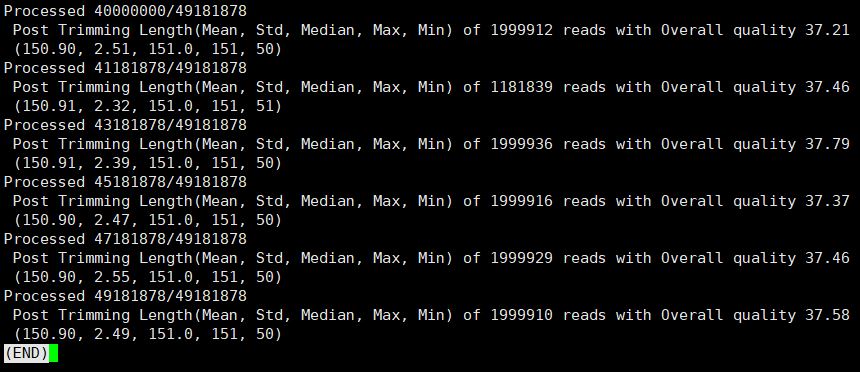 Processed 40000000/49181878
Post Trimming Length(Mean, Std, Median, Max, Min) of 1999912 reads with Overall quality 37.21
(150.90, 2.51, 151.0, 151, 50)
Processed 41181878/49181878
Post Trimming Length(Mean, Std, Median, Max, Min) of 1181839 reads with Overall quality 37.46
(150.91, 2.32, 151.0, 151, 51)
Processed 43181878/49181878
Post Trimming Length(Mean, Std, Median, Max, Min) of 1999936 reads with Overall quality 37.79
(150.91, 2.39, 151.0, 151, 50)
Processed 45181878/49181878
Post Trimming Length(Mean, Std, Median, Max, Min) of 1999916 reads with Overall quality 37.37
(150.90, 2.47, 151.0, 151, 50)
Processed 47181878/49181878
Post Trimming Length(Mean, Std, Median, Max, Min) of 1999929 reads with Overall quality 37.46
(150.90, 2.55, 151.0, 151, 50)
Processed 49181878/49181878
Post Trimming Length(Mean, Std, Median, Max, Min) of 1999910 reads with Overall quality 37.58
(150.90, 2.49, 151.0, 151, 50)
(END)